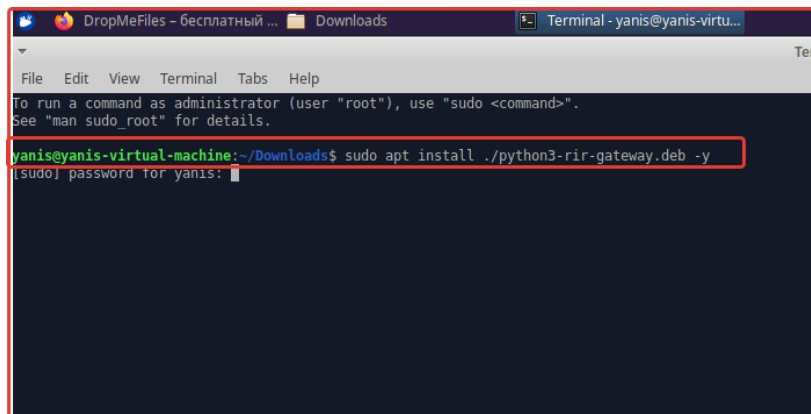 DropMeFiles – бесплатный ... Downloads Terminal - yanis@yanis-virtu...
Te
File Edit View Terminal Tabs Help
To run a command as administrator (user "root"), use "sudo <command>".
See "man sudo_root" for details.
yanis@yanis-virtual-machine:~/Downloads$ sudo apt install ./python3-rir-gateway.deb -y
[sudo] password for yanis: